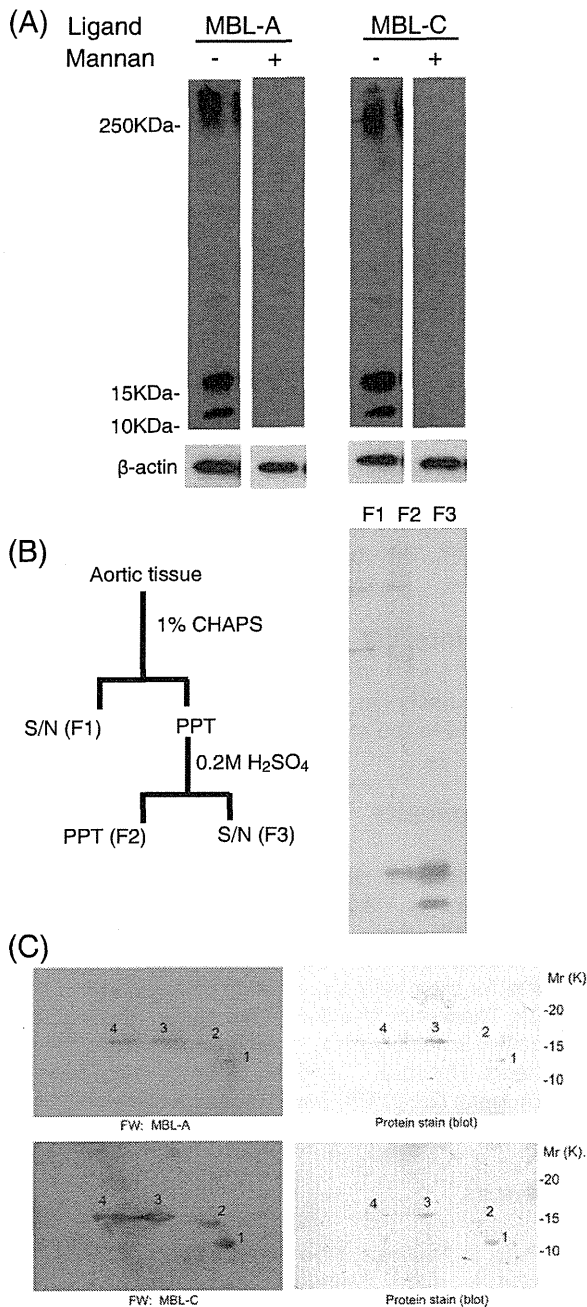 (A)
Ligand MBL-A MBL-C
Mannan - + - +
250KDa-
15KDa-
10KDa-
β-actin
(B)
F1 F2 F3
Aortic tissue
1% CHAPS
S/N (F1) PPT
0.2M H₂SO₄
PPT (F2) S/N (F3)
(C)
Mr (K)
4 3 2 1
4 3 2 1
-20
-15
-10
FW: MBL-A Protein stain (blot)
Mr (K).
4 3 2 1
4 3 2 1
-20
-15
-10
FW: MBL-C Protein stain (blot)